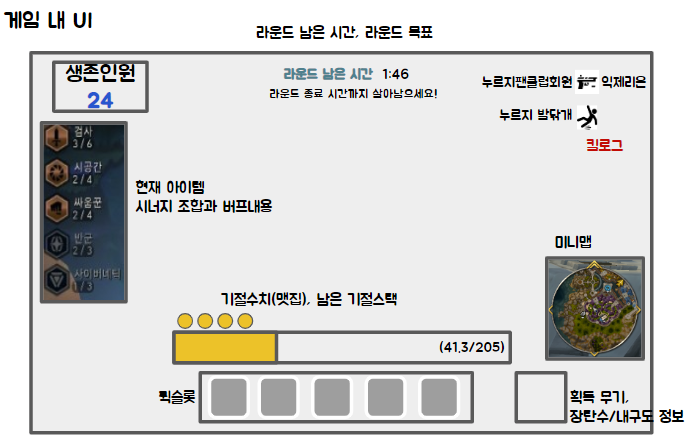 게임 내 UI
라운드 남은 시간, 라운드 목표
생존인원
24
라운드 남은 시간 1:46
라운드 종료 시간까지 살아남으세요!
누르지팬클럽회원 익제리온
누르지 밟닦개
킬로그
검사
3/6
시공간
2/4
싸움꾼
2/4
빈군
2/3
사이버네틱
1/3
현재 아이템
시너지 조합과 버프내용
미니맵
기절수치(맷집), 남은 기절스택
(41.3/205)
퀵슬롯
획득 무기,
장탄수/내구도 정보